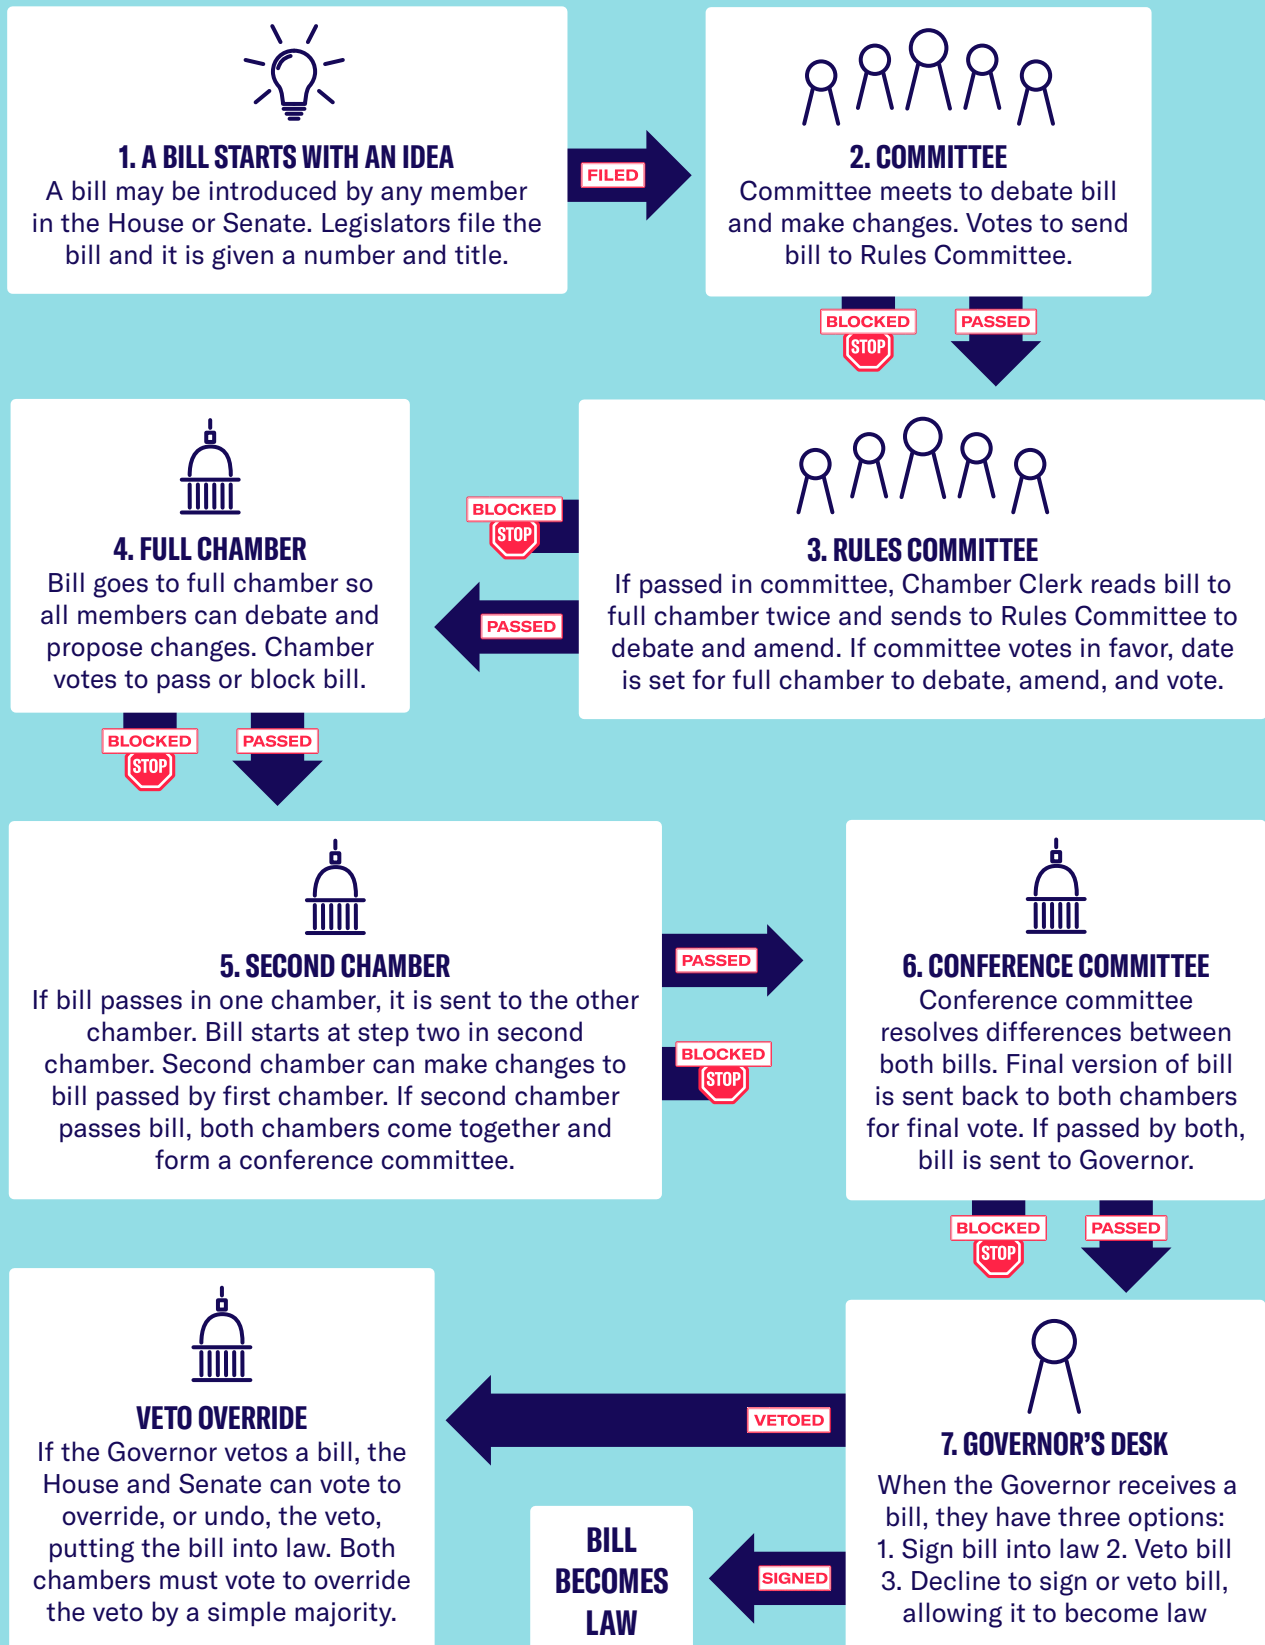 1. A BILL STARTS WITH AN IDEA
A bill may be introduced by any member
in the House or Senate. Legislators file the
bill and it is given a number and title.
FILED
2. COMMITTEE
Committee meets to debate bill
and make changes. Votes to send
bill to Rules Committee.
BLOCKED
STOP
PASSED
3. RULES COMMITTEE
If passed in committee, Chamber Clerk reads bill to
full chamber twice and sends to Rules Committee to
debate and amend. If committee votes in favor, date
is set for full chamber to debate, amend, and vote.
BLOCKED
STOP
PASSED
4. FULL CHAMBER
Bill goes to full chamber so
all members can debate and
propose changes. Chamber
votes to pass or block bill.
BLOCKED
STOP
PASSED
5. SECOND CHAMBER
If bill passes in one chamber, it is sent to the other
chamber. Bill starts at step two in second
chamber. Second chamber can make changes to
bill passed by first chamber. If second chamber
passes bill, both chambers come together and
form a conference committee.
PASSED
BLOCKED
STOP
6. CONFERENCE COMMITTEE
Conference committee
resolves differences between
both bills. Final version of bill
is sent back to both chambers
for final vote. If passed by both,
bill is sent to Governor.
BLOCKED
STOP
PASSED
7. GOVERNOR'S DESK
When the Governor receives a
bill, they have three options:
1. Sign bill into law 2. Veto bill
3. Decline to sign or veto bill,
allowing it to become law
VETOED
VETO OVERRIDE
If the Governor vetos a bill, the
House and Senate can vote to
override, or undo, the veto,
putting the bill into law. Both
chambers must vote to override
the veto by a simple majority.
SIGNED
BILL
BECOMES
LAW